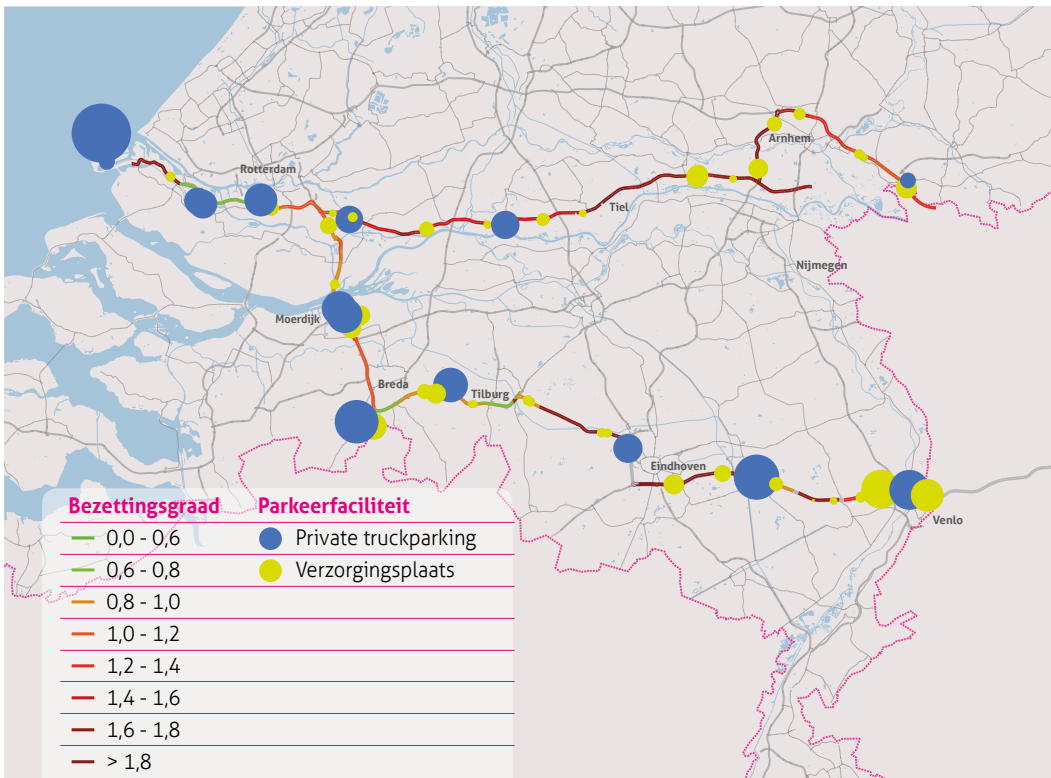 Rotterdam
Arnhem
Tiel
Nijmegen
Moerdijk
Breda
Tilburg
Eindhoven
Venlo
Bezettingsgraad Parkeerfaciliteit
0,0 - 0,6 Private truckparking
0,6 - 0,8 Verzorgingsplaats
0,8 - 1,0
1,0 - 1,2
1,2 - 1,4
1,4 - 1,6
1,6 - 1,8
> 1,8